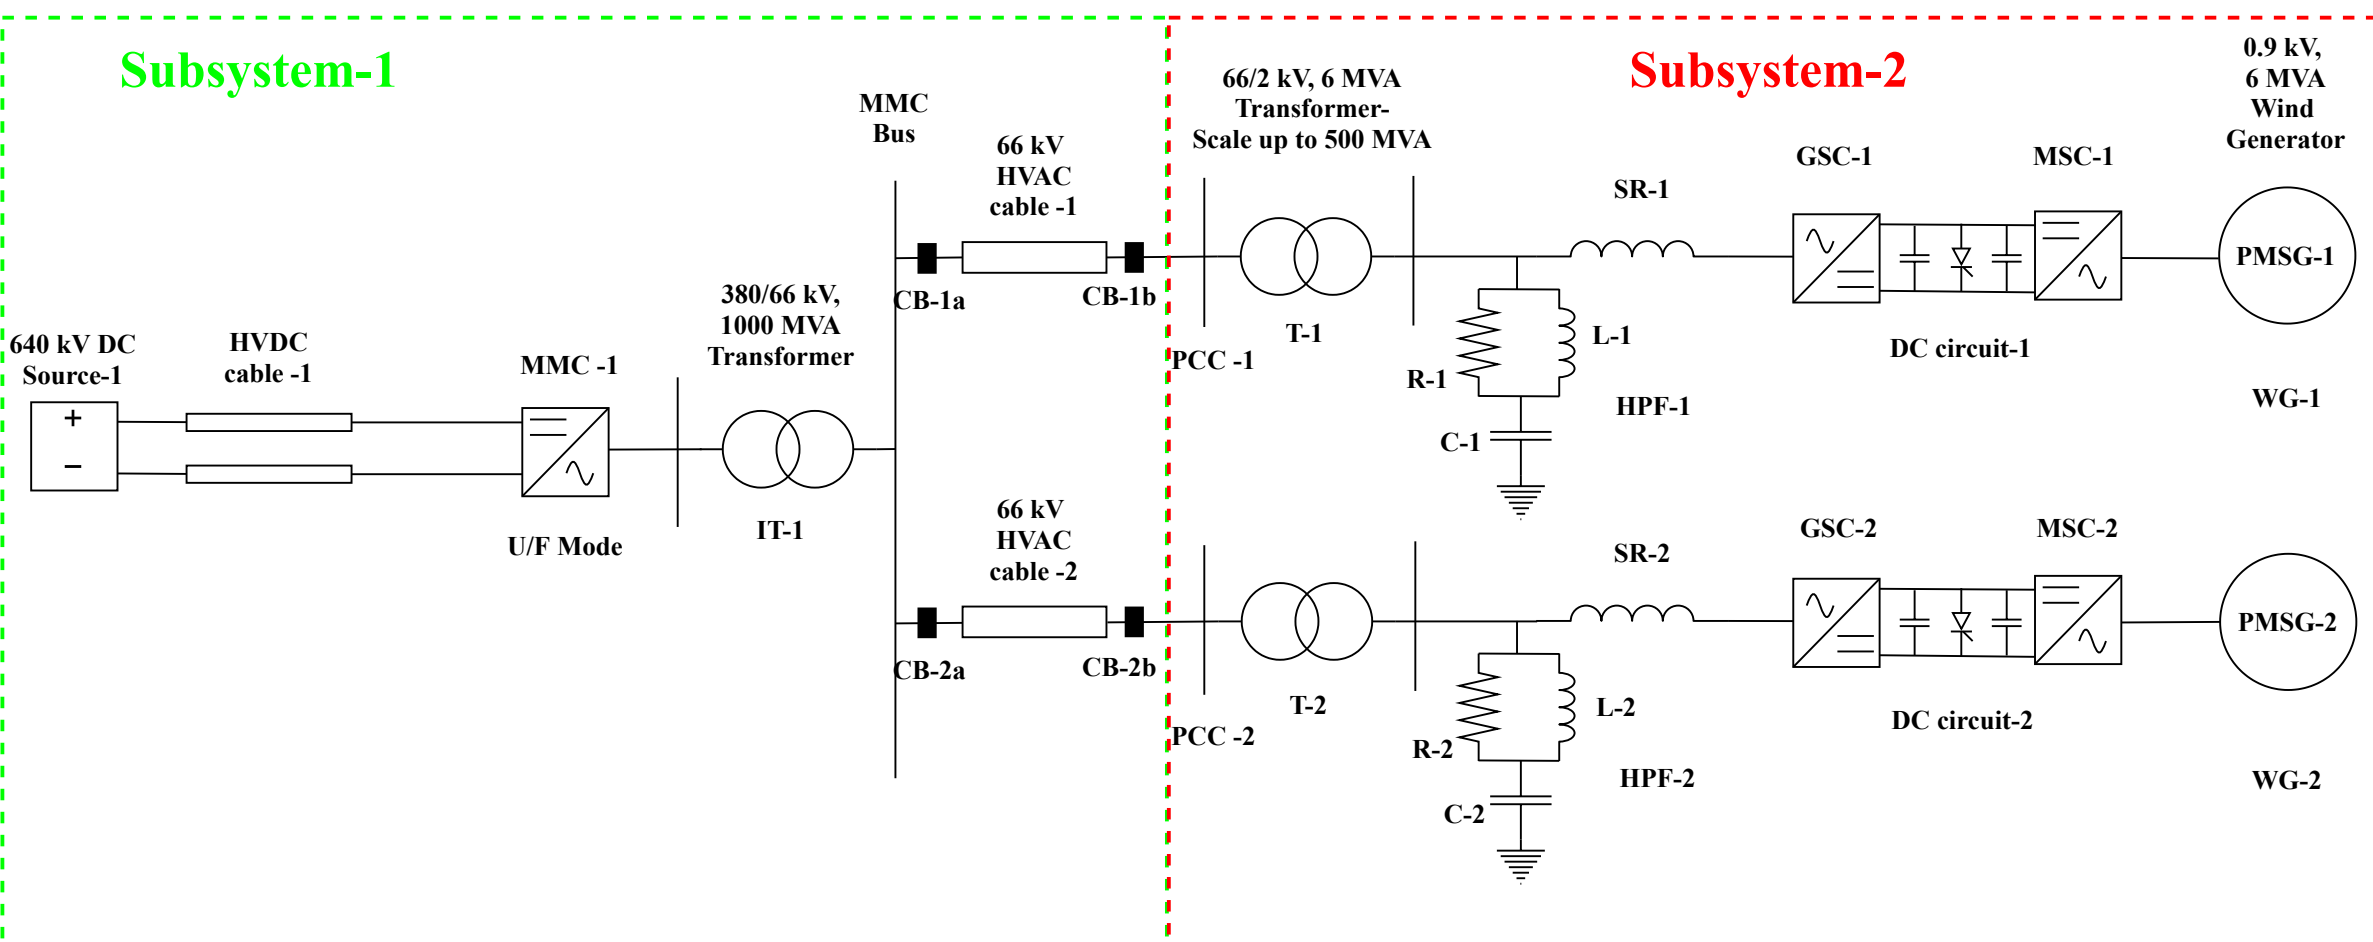 Subsystem-1
Subsystem-2
0.9 kV,
6 MVA
Wind
Generator
66/2 kV, 6 MVA
Transformer-
Scale up to 500 MVA
MMC
Bus
66 kV
HVAC
cable -1
GSC-1
MSC-1
SR-1
PMSG-1
CB-1a
CB-1b
380/66 kV,
1000 MVA
Transformer
T-1
L-1
DC circuit-1
640 kV DC
Source-1
HVDC
cable -1
MMC -1
PCC -1
R-1
HPF-1
WG-1
+
−
C-1
IT-1
U/F Mode
66 kV
HVAC
cable -2
GSC-2
MSC-2
SR-2
PMSG-2
CB-2a
CB-2b
T-2
L-2
DC circuit-2
PCC -2
R-2
HPF-2
WG-2
C-2